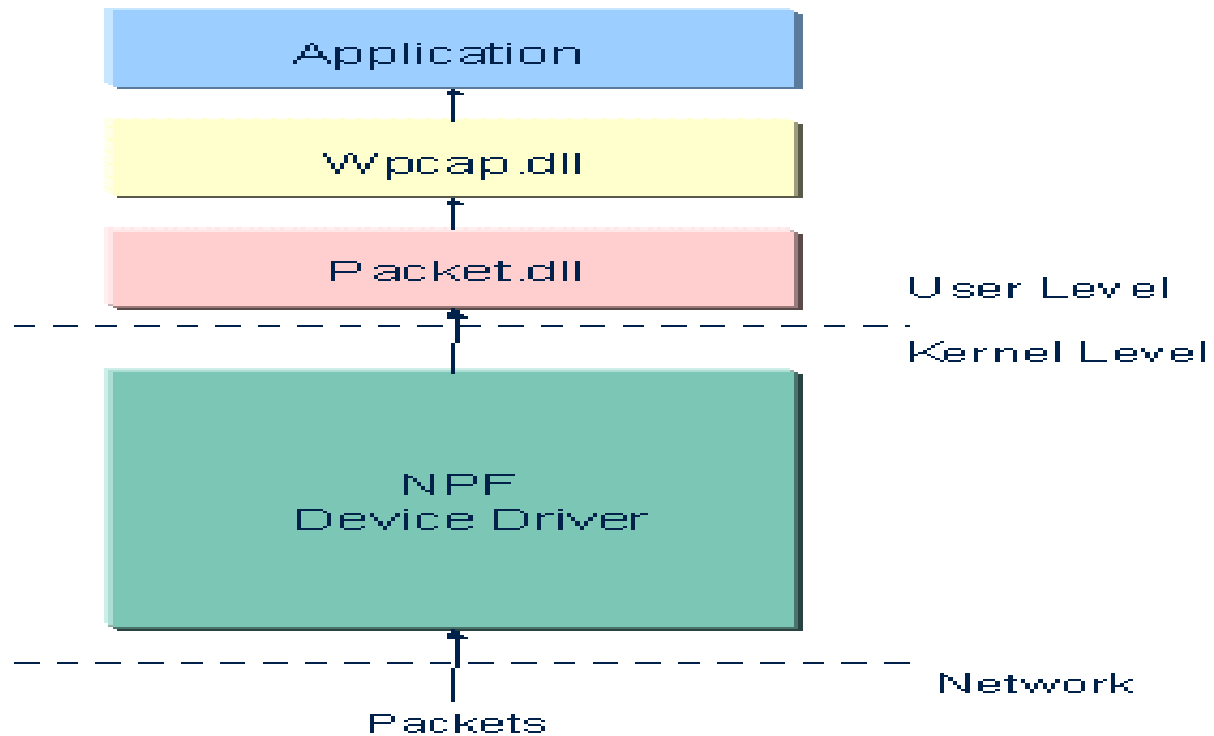 Application
Wpcap.dll
Packet.dll
User Level
Kernel Level
NPF
Device Driver
Network
Packets